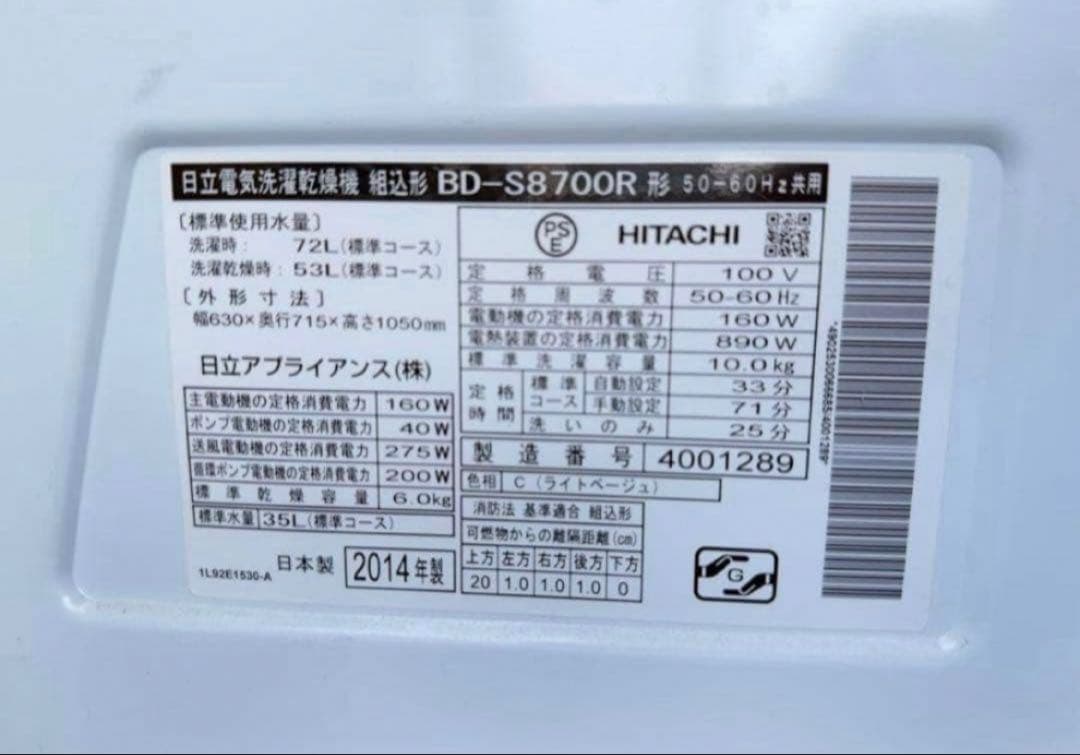 日立電気洗濯乾燥機 組込形 BD-S8700R 形 50-60Hz共用
〔標準使用水量〕
洗濯時: 72L(標準コース)
洗濯乾燥時: 53L(標準コース)
〔外形寸法〕
幅630×奥行715×高さ1050mm
日立アプライアンス(株)
主電動機の定格消費電力 160W
ポンプ電動機の定格消費電力 40W
送風電動機の定格消費電力 275W
循環ポンプ電動機の定格消費電力 200W
標準乾燥容量 6.0kg
標準水量 35L(標準コース)
1L92E1530-A 日本製 2014年製
PSE HITACHI
定格電圧 100V
定格周波数 50-60Hz
電動機の定格消費電力 160W
電熱装置の定格消費電力 890W
標準洗濯容量 10.0kg
定格時間 標準コース 自動設定 33分
手動設定 71分
洗いのみ 25分
製造番号 4001289
色相 C(ライトベージュ)
消防法 基準適合 組込形
可燃物からの離隔距離(cm)
上方 左方 右方 後方 下方
20 1.0 1.0 1.0 0
G